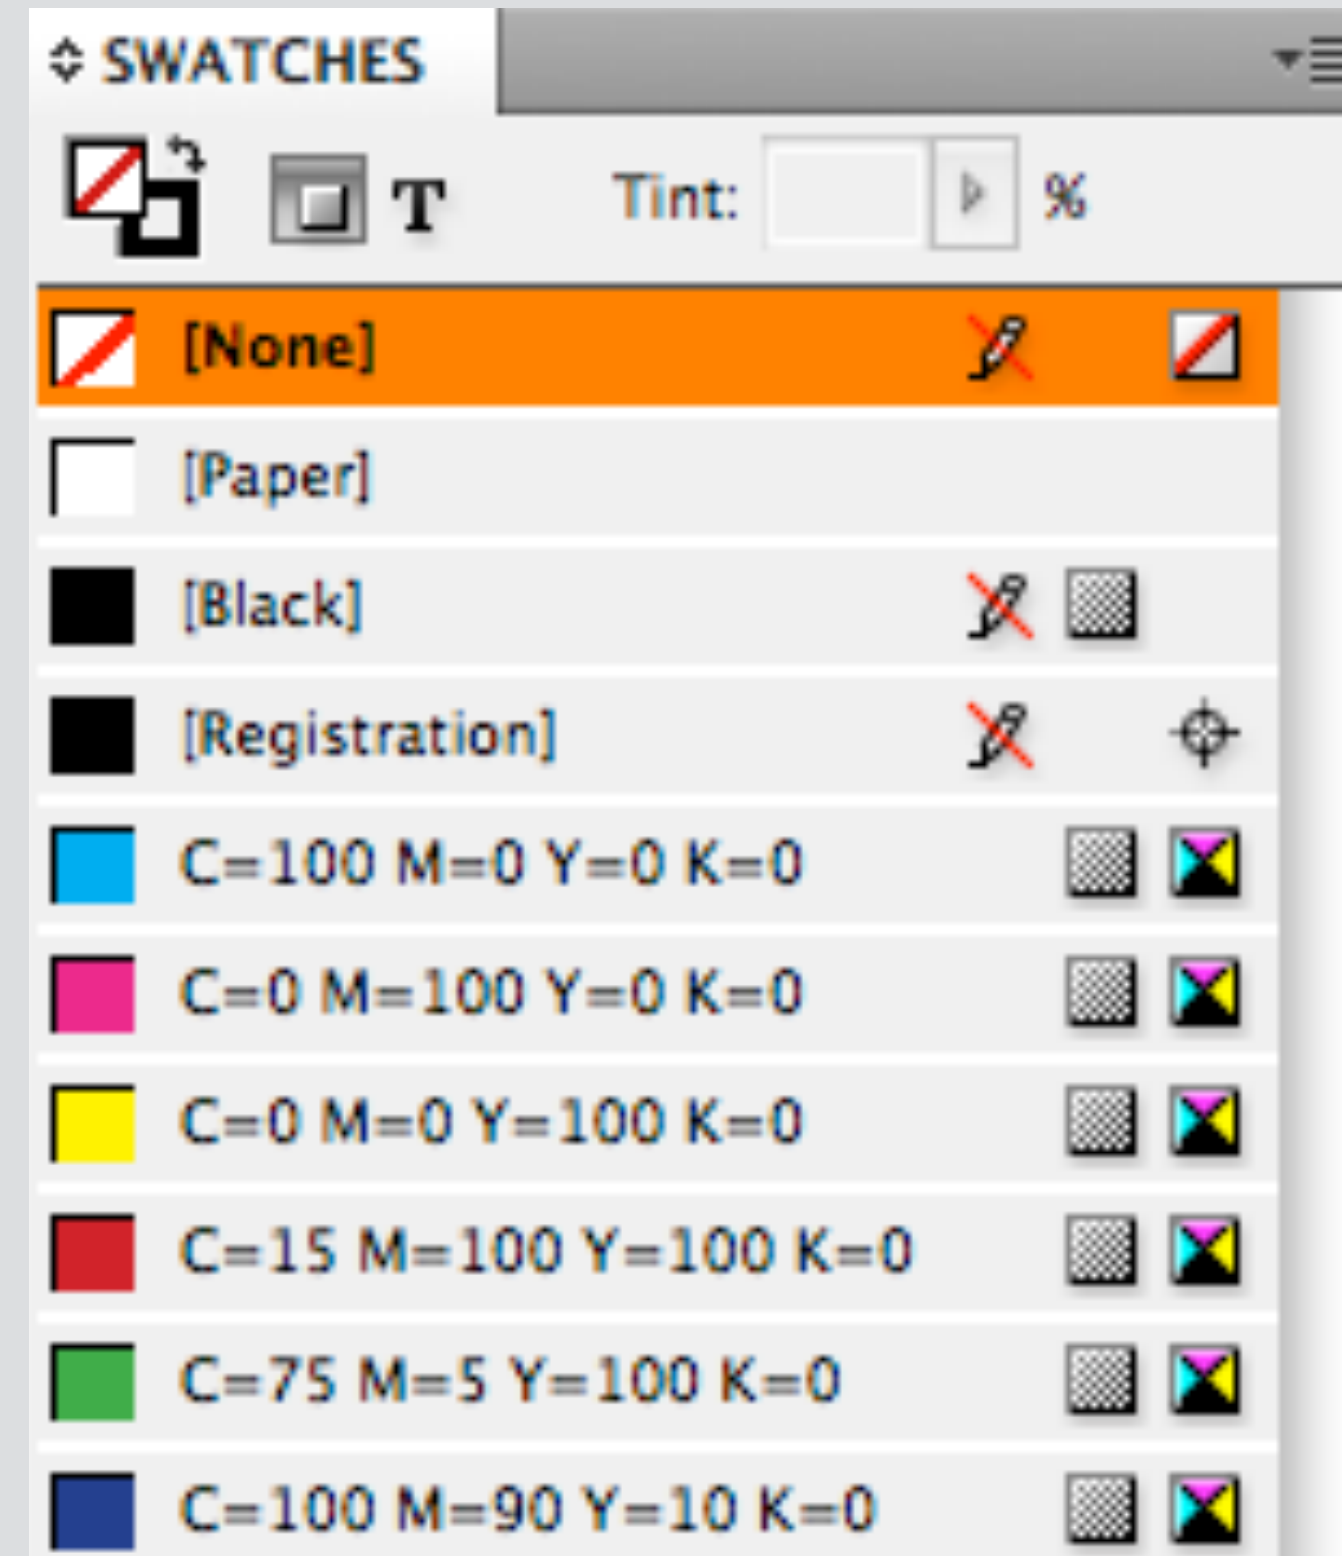 SWATCHES
T Tint: %
[None]
[Paper]
[Black]
[Registration]
C=100 M=0 Y=0 K=0
C=0 M=100 Y=0 K=0
C=0 M=0 Y=100 K=0
C=15 M=100 Y=100 K=0
C=75 M=5 Y=100 K=0
C=100 M=90 Y=10 K=0